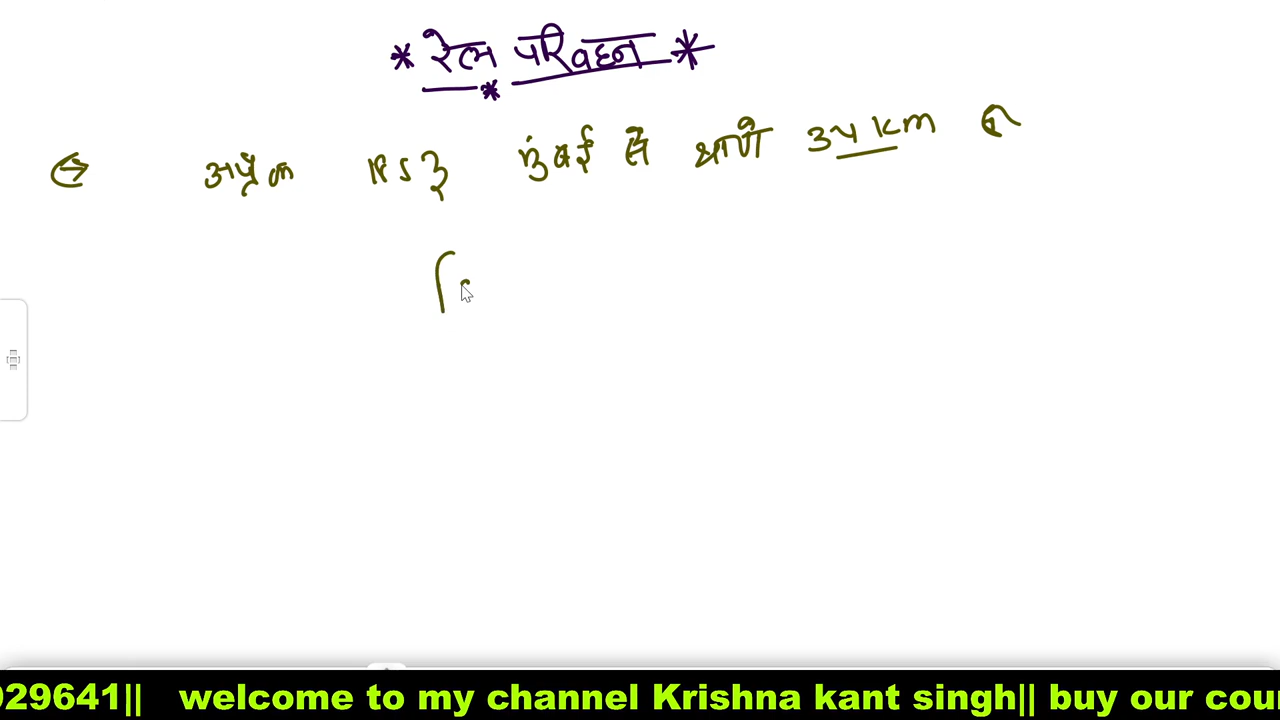 * रेल परिवहन *
*
⇒ अप्रैल 1853 मुंबई से थाणे 34 km
029641|| welcome to my channel Krishna kant singh|| buy our cou